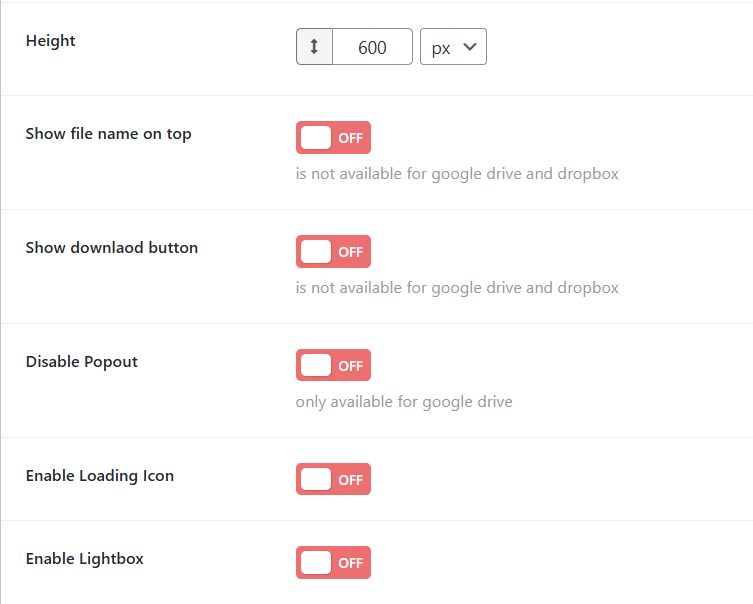 Height
600 px
Show file name on top
OFF
is not available for google drive and dropbox
Show downlaod button
OFF
is not available for google drive and dropbox
Disable Popout
OFF
only available for google drive
Enable Loading Icon
OFF
Enable Lightbox
OFF